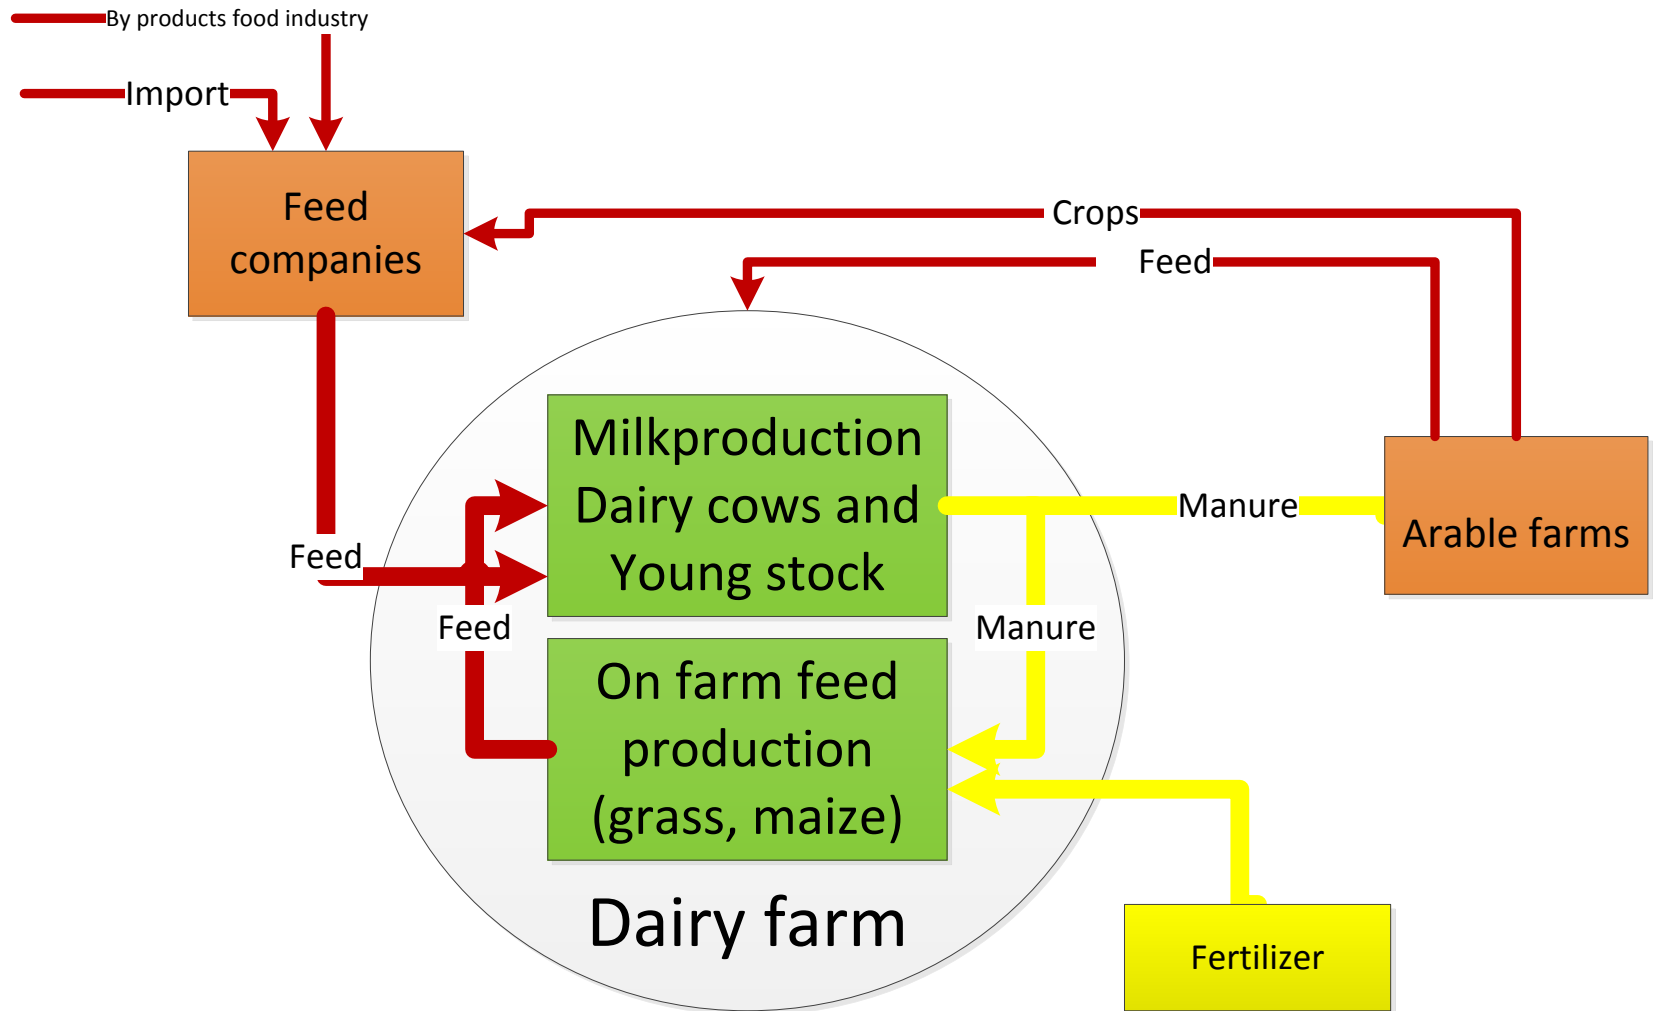 By products food industry
Import
Feed
companies
Crops
Feed
Milkproduction
Dairy cows and
Young stock
Manure
Arable farms
Feed
Feed
Manure
On farm feed
production
(grass, maize)
Dairy farm
Fertilizer